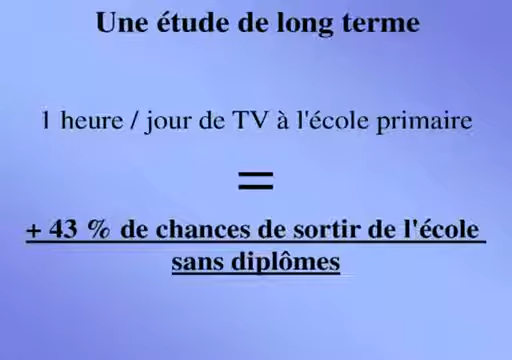 Une étude de long terme
1 heure / jour de TV à l'école primaire
=
+ 43 % de chances de sortir de l'école
sans diplômes